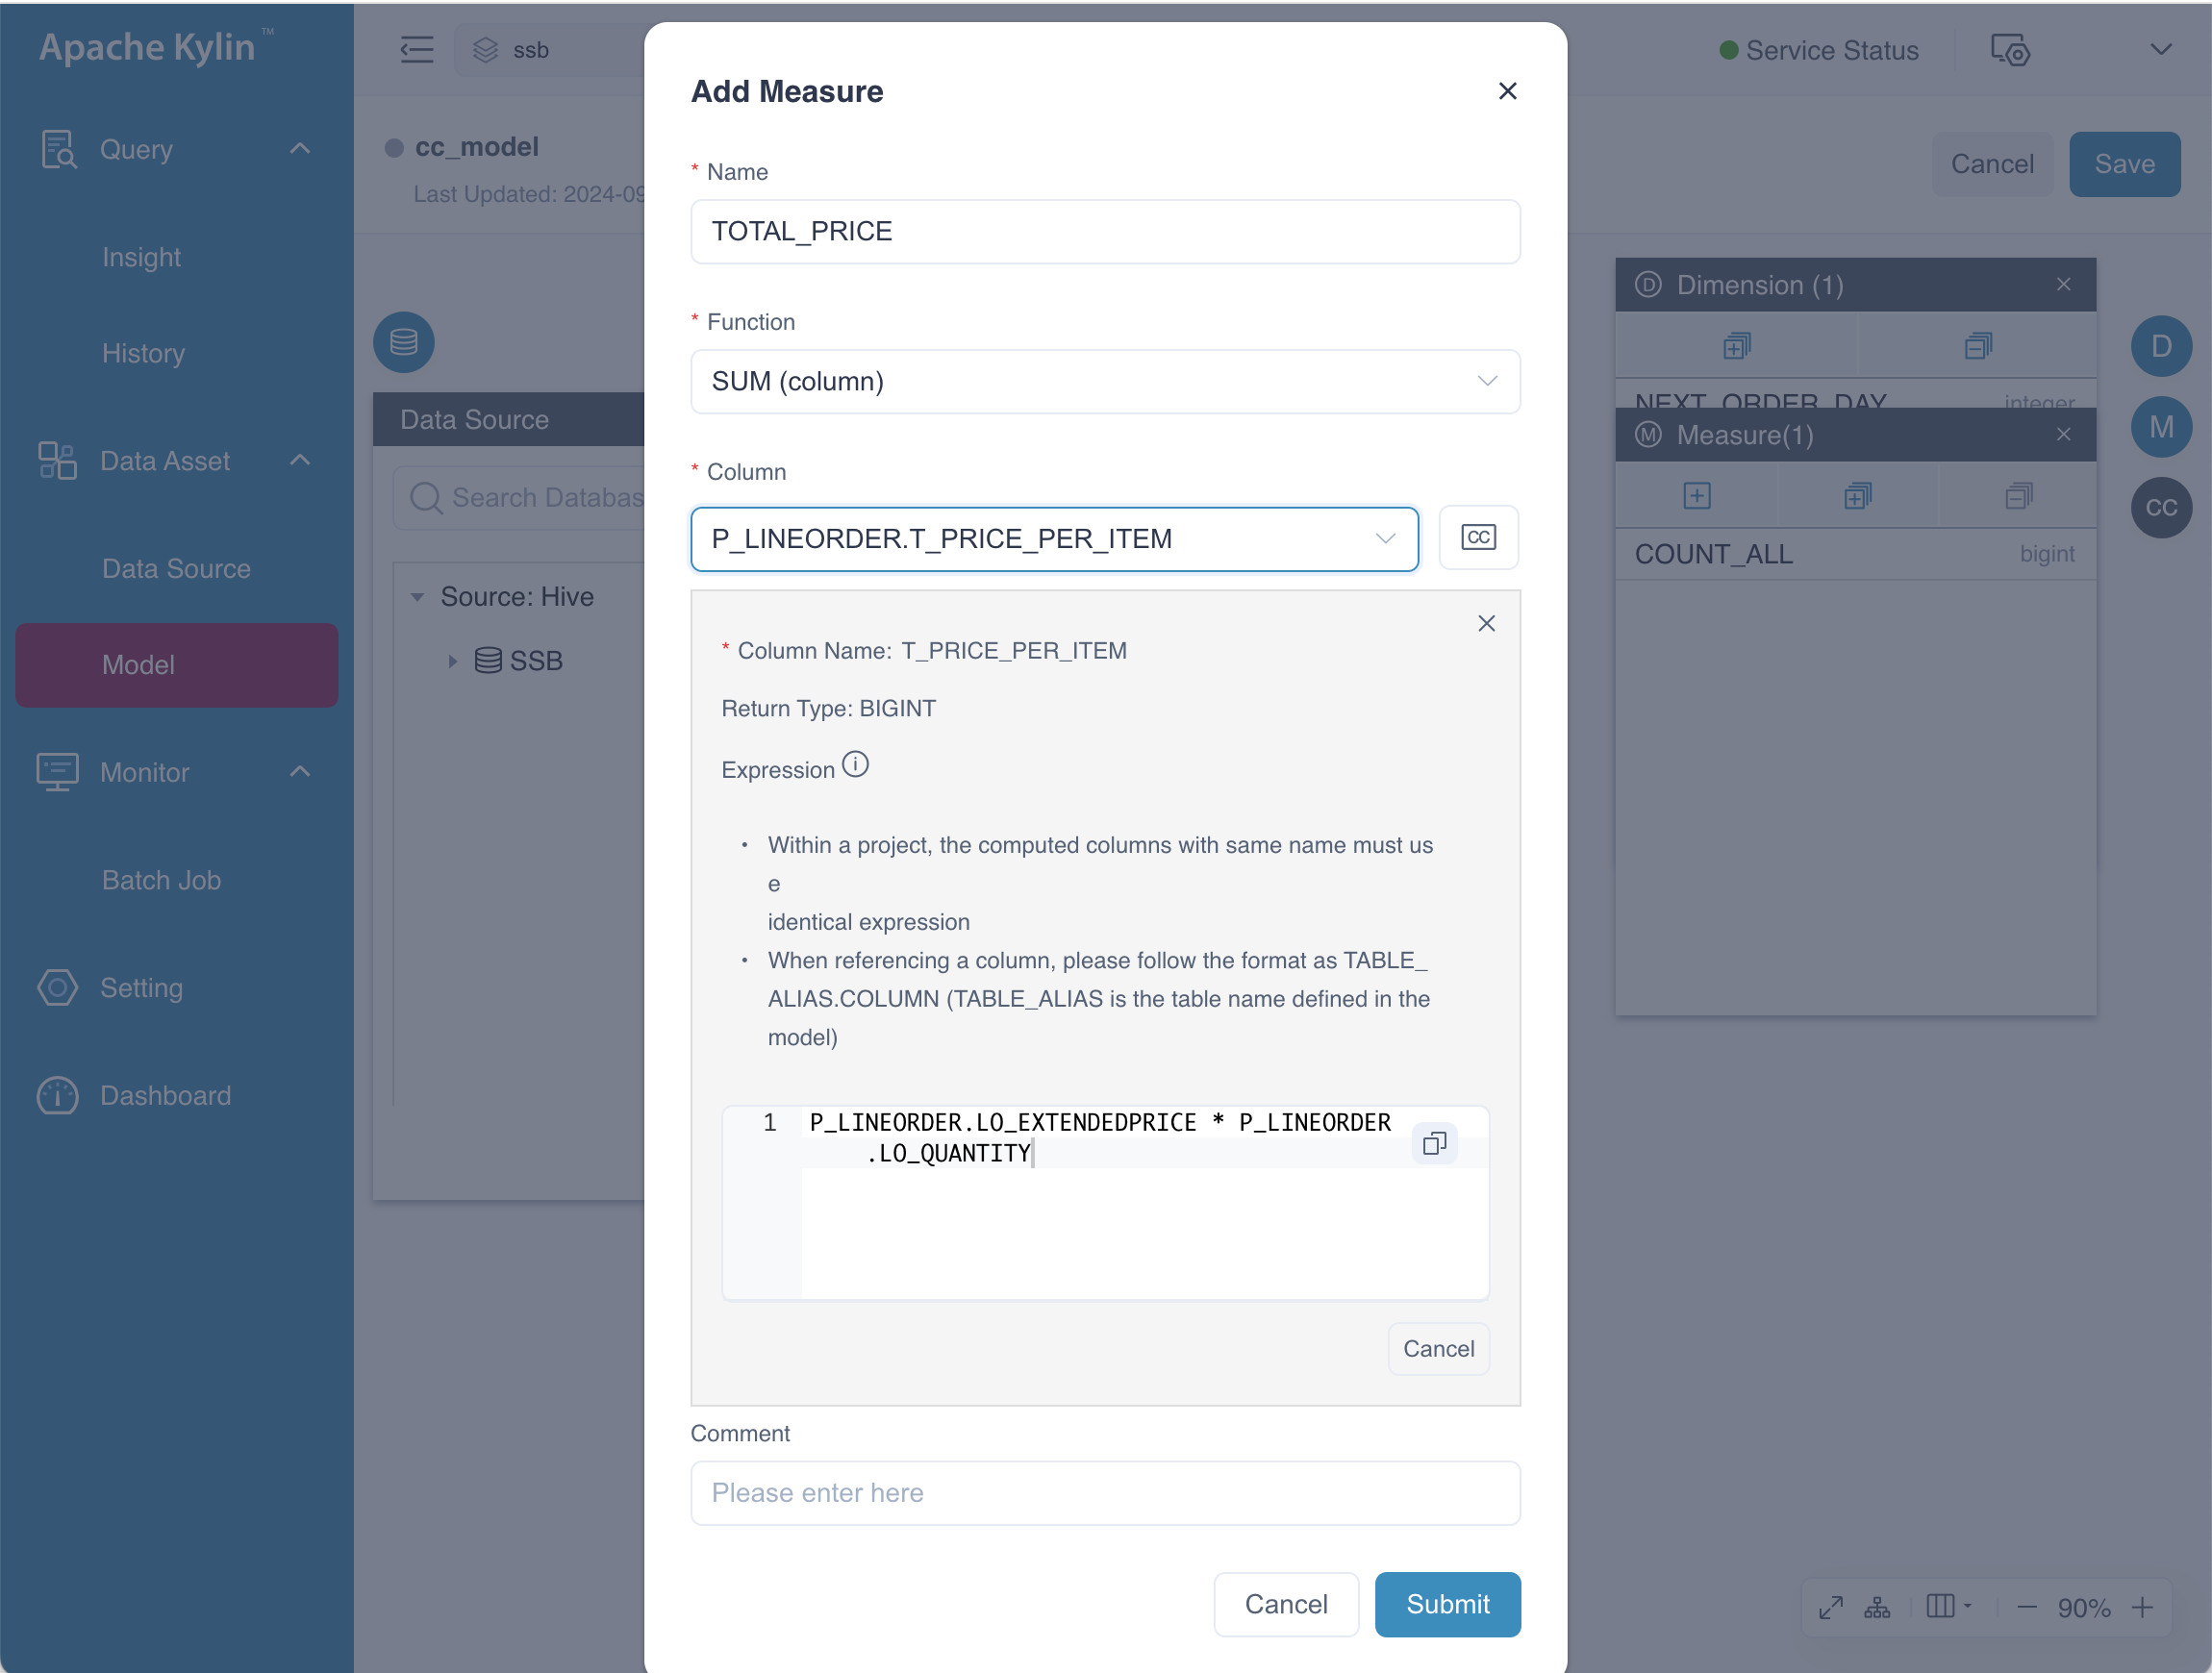 Apache Kylin™
Query
Insight
History
Data Asset
Data Source
Model
Monitor
Batch Job
Setting
Dashboard
ssb
Service Status
cc_model
Last Updated: 2024-09
Cancel
Save
Data Source
Search Databas
Source: Hive
SSB
Add Measure
* Name
TOTAL_PRICE
* Function
SUM (column)
* Column
P_LINEORDER.T_PRICE_PER_ITEM
CC
* Column Name: T_PRICE_PER_ITEM
Return Type: BIGINT
Expression
• Within a project, the computed columns with same name must us
e
identical expression
• When referencing a column, please follow the format as TABLE_
ALIAS.COLUMN (TABLE_ALIAS is the table name defined in the
model)
1 P_LINEORDER.LO_EXTENDEDPRICE * P_LINEORDER
.LO_QUANTITY
Cancel
Comment
Please enter here
Cancel
Submit
D Dimension (1)
NEXT_ORDER_DAY integer
M Measure(1)
COUNT_ALL bigint
D
M
CC
90%